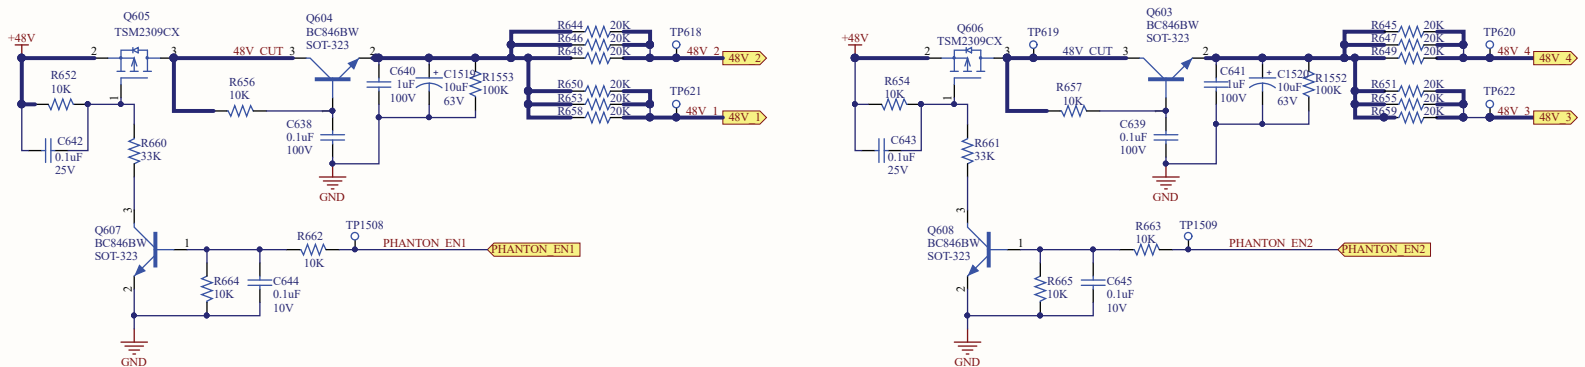 Q605
TSM2309CX
+48V
2
3
1
R652
10K
C642
0.1uF
25V
R660
33K
48V_CUT
3
Q604
BC846BW
SOT-323
2
R656
10K
C638
0.1uF
100V
GND
C640
1uF
100V
C1519
10uF
63V
R1553
100K
R644 20K
R646 20K
R648 20K
TP618
48V_2
48V_2
R650 20K
R653 20K
R658 20K
TP621
48V_1
48V_1
Q607
BC846BW
SOT-323
3
1
2
R664
10K
C644
0.1uF
10V
R662
10K
TP1508
PHANTON_EN1
PHANTON_EN1
GND
Q606
TSM2309CX
+48V
2
3
1
R654
10K
C643
0.1uF
25V
R661
33K
TP619
48V_CUT
3
Q603
BC846BW
SOT-323
2
R657
10K
C639
0.1uF
100V
GND
C641
1uF
100V
C1520
10uF
63V
R1552
100K
R645 20K
R647 20K
R649 20K
TP620
48V_4
48V_4
R651 20K
R655 20K
R659 20K
TP622
48V_3
48V_3
Q608
BC846BW
SOT-323
3
1
2
R665
10K
C645
0.1uF
10V
R663
10K
TP1509
PHANTON_EN2
PHANTON_EN2
GND